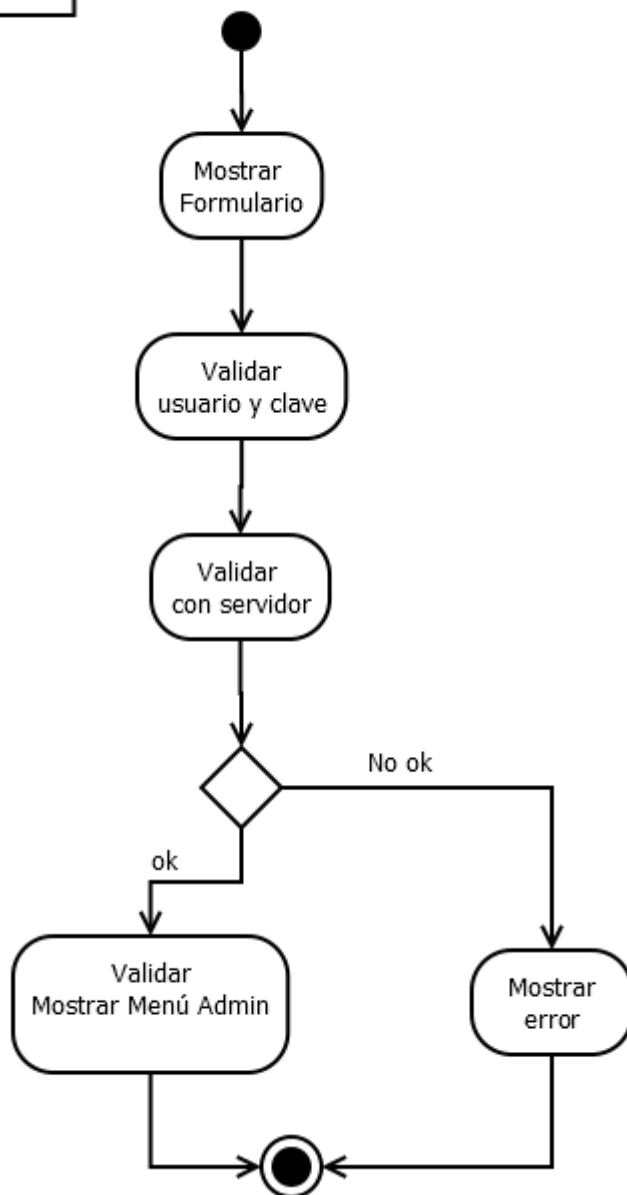 Mostrar
Formulario
Validar
usuario y clave
Validar
con servidor
No ok
ok
Validar
Mostrar Menú Admin
Mostrar
error